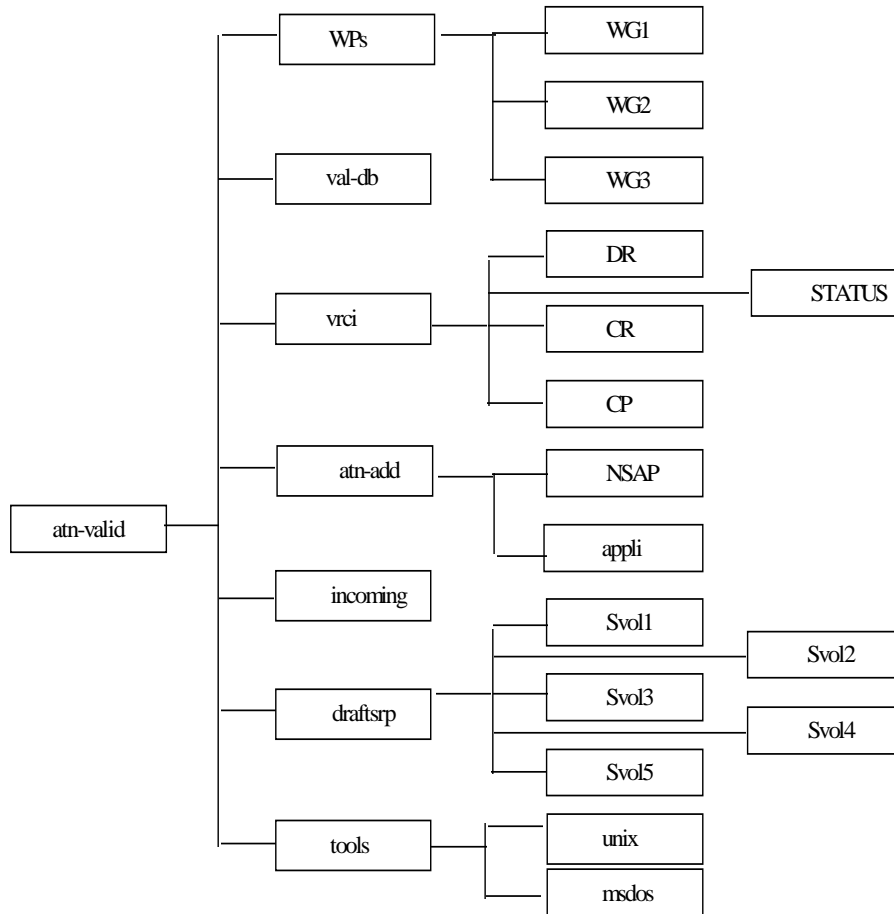 WPs
WG1
WG2
WG3
val-db
vrci
DR
STATUS
CR
CP
atn-add
NSAP
appli
atn-valid
incoming
draftsrp
Svol1
Svol2
Svol3
Svol4
Svol5
tools
unix
msdos